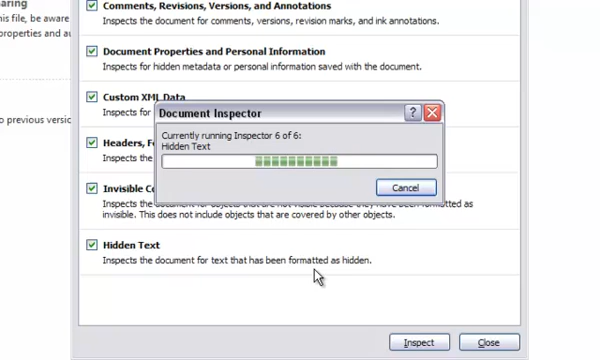 haring
his file, be aware
properties and au
o previous versio
Comments, Revisions, Versions, and Annotations
Inspects the document for comments, versions, revision marks, and ink annotations.
Document Properties and Personal Information
Inspects for hidden metadata or personal information saved with the document.
Custom XML Data
Inspects for
Document Inspector
Currently running Inspector 6 of 6:
Hidden Text
Cancel
Headers, Fo
Inspects the
Invisible Co
Inspects the document for objects that are not visible because they have been formatted as
invisible. This does not include objects that are covered by other objects.
Hidden Text
Inspects the document for text that has been formatted as hidden.
Inspect
Close